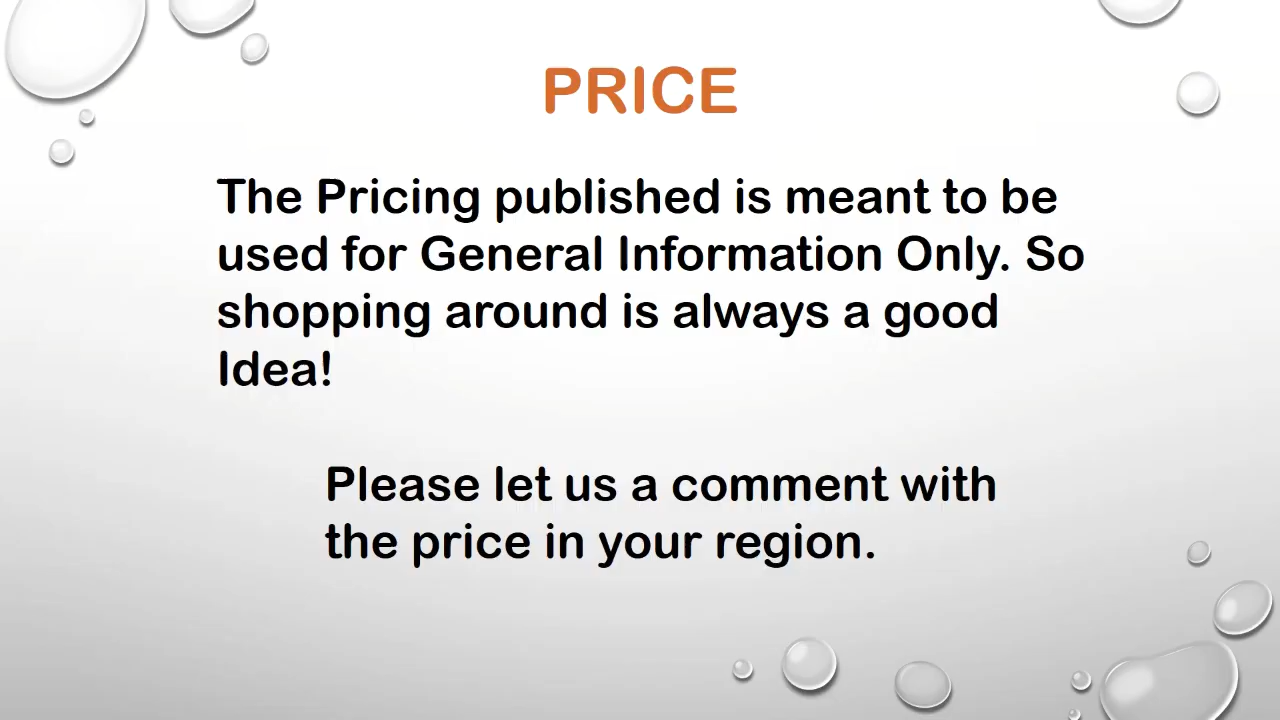 PRICE
The Pricing published is meant to be
used for General Information Only. So
shopping around is always a good
Idea!
Please let us a comment with
the price in your region.